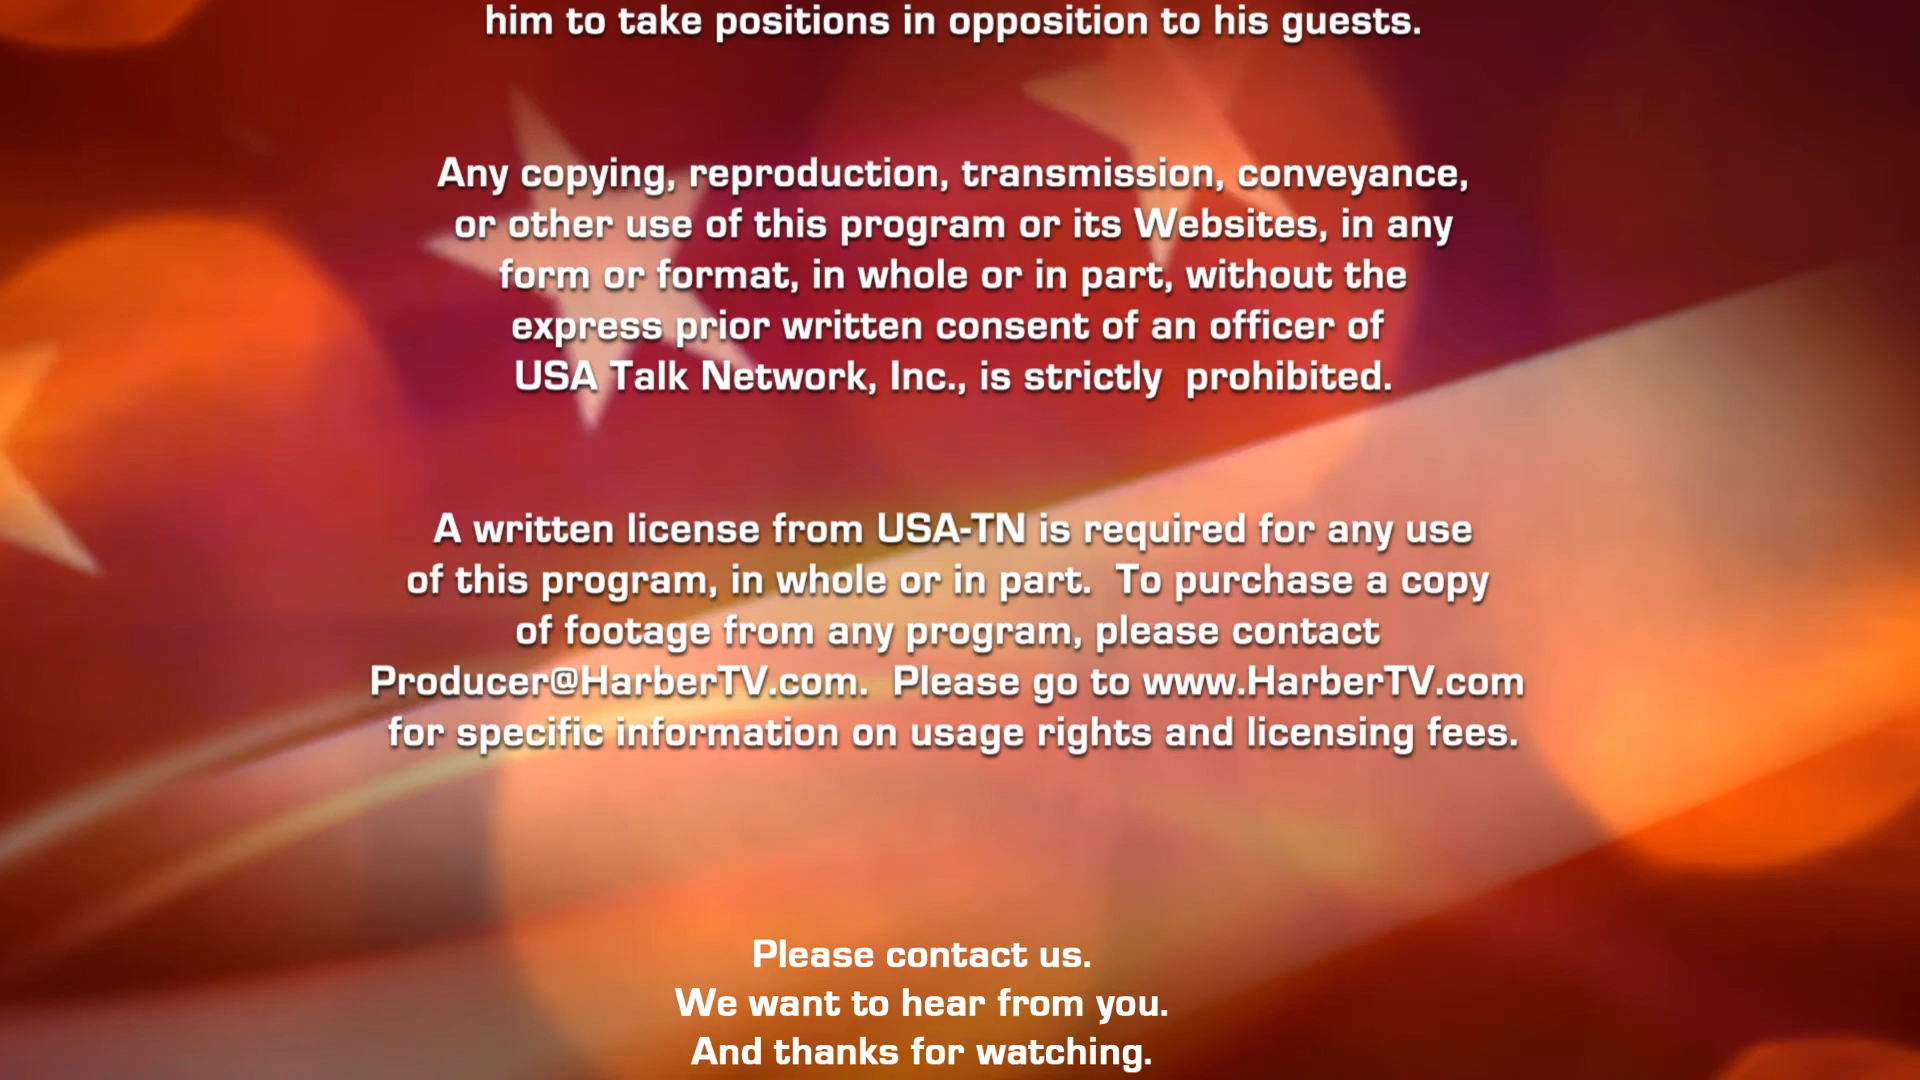 him to take positions in opposition to his guests.
Any copying, reproduction, transmission, conveyance,
or other use of this program or its Websites, in any
form or format, in whole or in part, without the
express prior written consent of an officer of
USA Talk Network, Inc., is strictly  prohibited.
A written license from USA-TN is required for any use
of this program, in whole or in part.  To purchase a copy
of footage from any program, please contact
Producer@HarberTV.com.  Please go to www.HarberTV.com
for specific information on usage rights and licensing fees.
Please contact us.
We want to hear from you.
And thanks for watching.